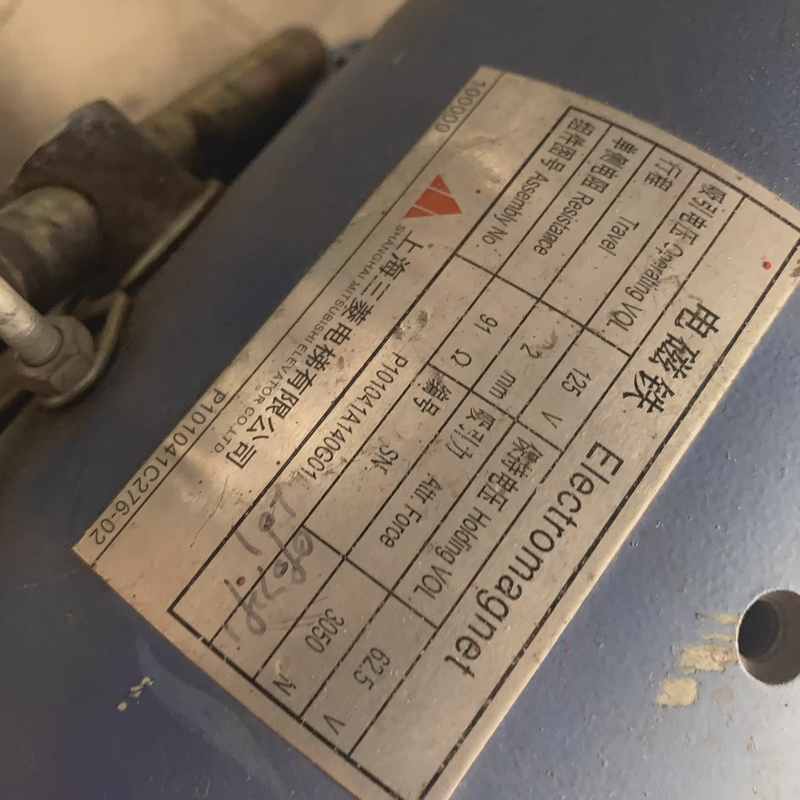 电磁铁 Electromagnet
吸引电压 Operating VOL 125 V 保持电压 Holding VOL 62.5 V
行程 Travel 2 mm 吸引力 Attr. Force 3050 N
单侧电阻 Resistance 91 Ω 编号 SN
组件图号 Assembly No. P101041A140G01
上海三菱电梯有限公司
SHANGHAI MITSUBISHI ELEVATOR CO.LTD
100009 P101041C276-02